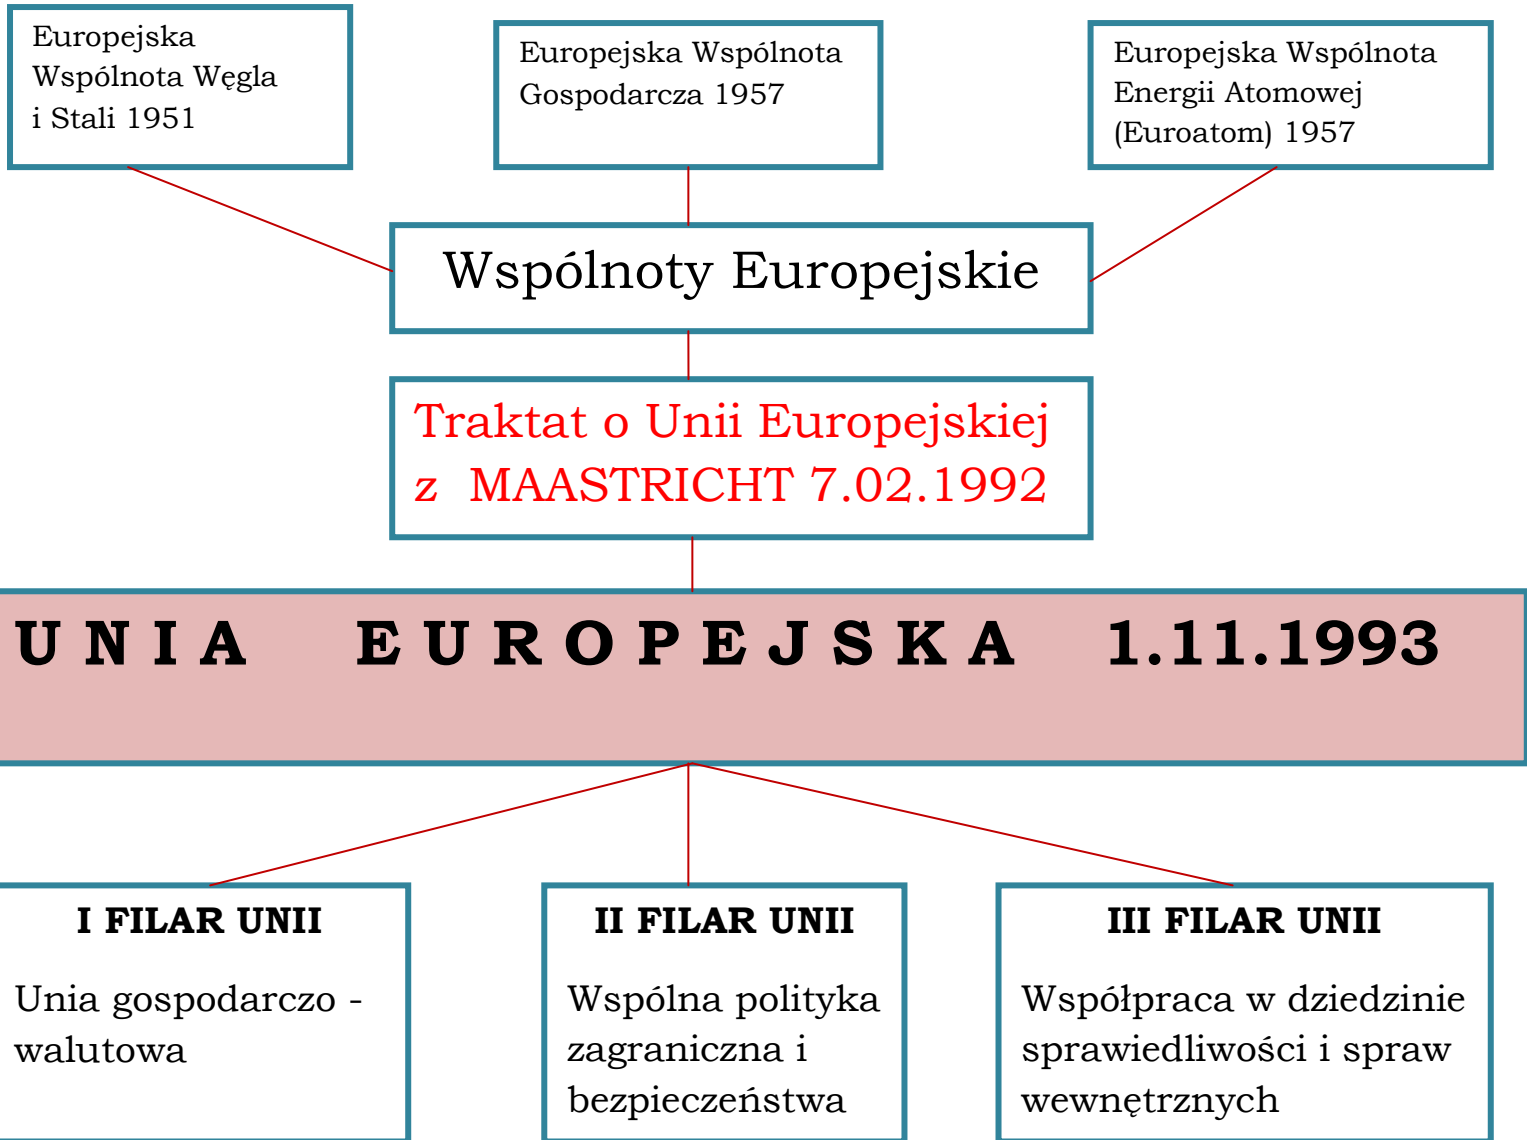 Europejska
Wspólnota Węgla
i Stali 1951
Europejska Wspólnota
Gospodarcza 1957
Europejska Wspólnota
Energii Atomowej
(Euroatom) 1957
Wspólnoty Europejskie
Traktat o Unii Europejskiej
z MAASTRICHT 7.02.1992
U N I A E U R O P E J S K A 1.11.1993
I FILAR UNII
Unia gospodarczo -
walutowa
II FILAR UNII
Wspólna polityka
zagraniczna i
bezpieczeństwa
III FILAR UNII
Współpraca w dziedzinie
sprawiedliwości i spraw
wewnętrznych